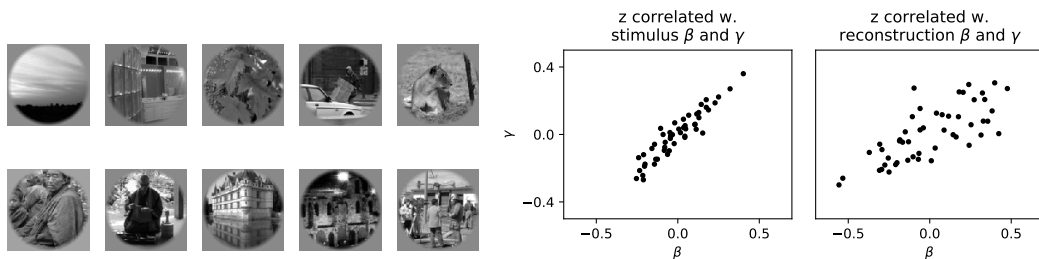 z correlated w.
stimulus β and γ
z correlated w.
reconstruction β and γ
0.4
0.0
−0.4
γ
−0.5
0.0
0.5
β
−0.5
0.0
0.5
β